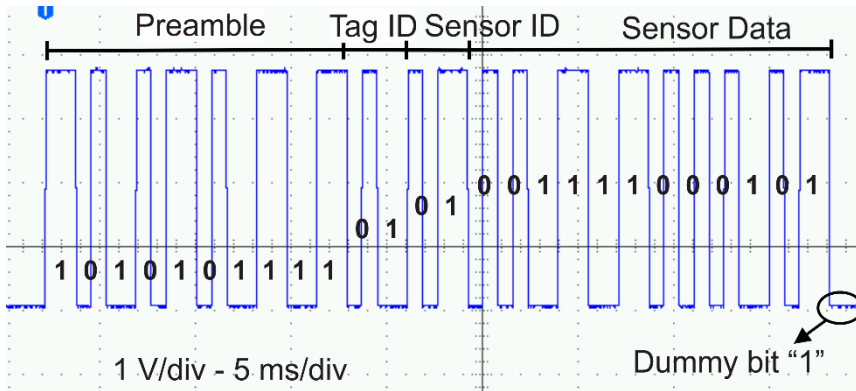 Preamble Tag ID Sensor ID Sensor Data
0 0 1 1 1 1 0 0 0 1 0 1
0 1
0 1
1 0 1 0 1 0 1 1 1 1
1 V/div - 5 ms/div
Dummy bit “1”